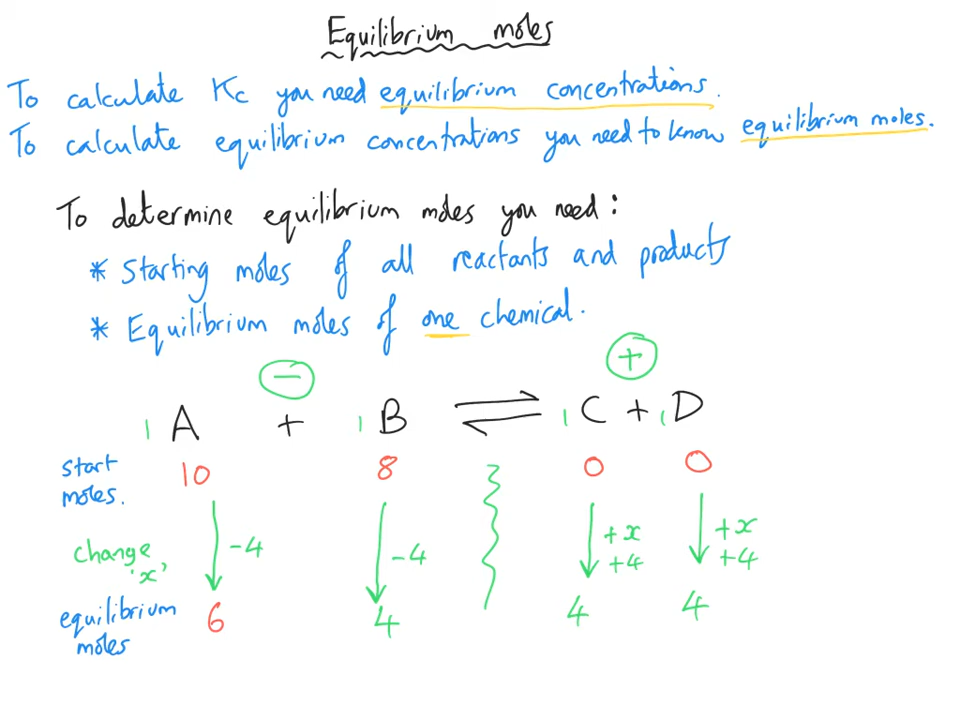 Equilibrium moles
To calculate Kc you need equilibrium concentrations.
To calculate equilibrium concentrations you need to know equilibrium moles.
To determine equilibrium moles you need:
* Starting moles of all reactants and products
* Equilibrium moles of one chemical.
− +
1 A + 1 B ⇌ 1 C + 1 D
start moles. 10 8 0 0
change 'x' -4 -4 +x +4 +x +4
equilibrium moles 6 4 4 4